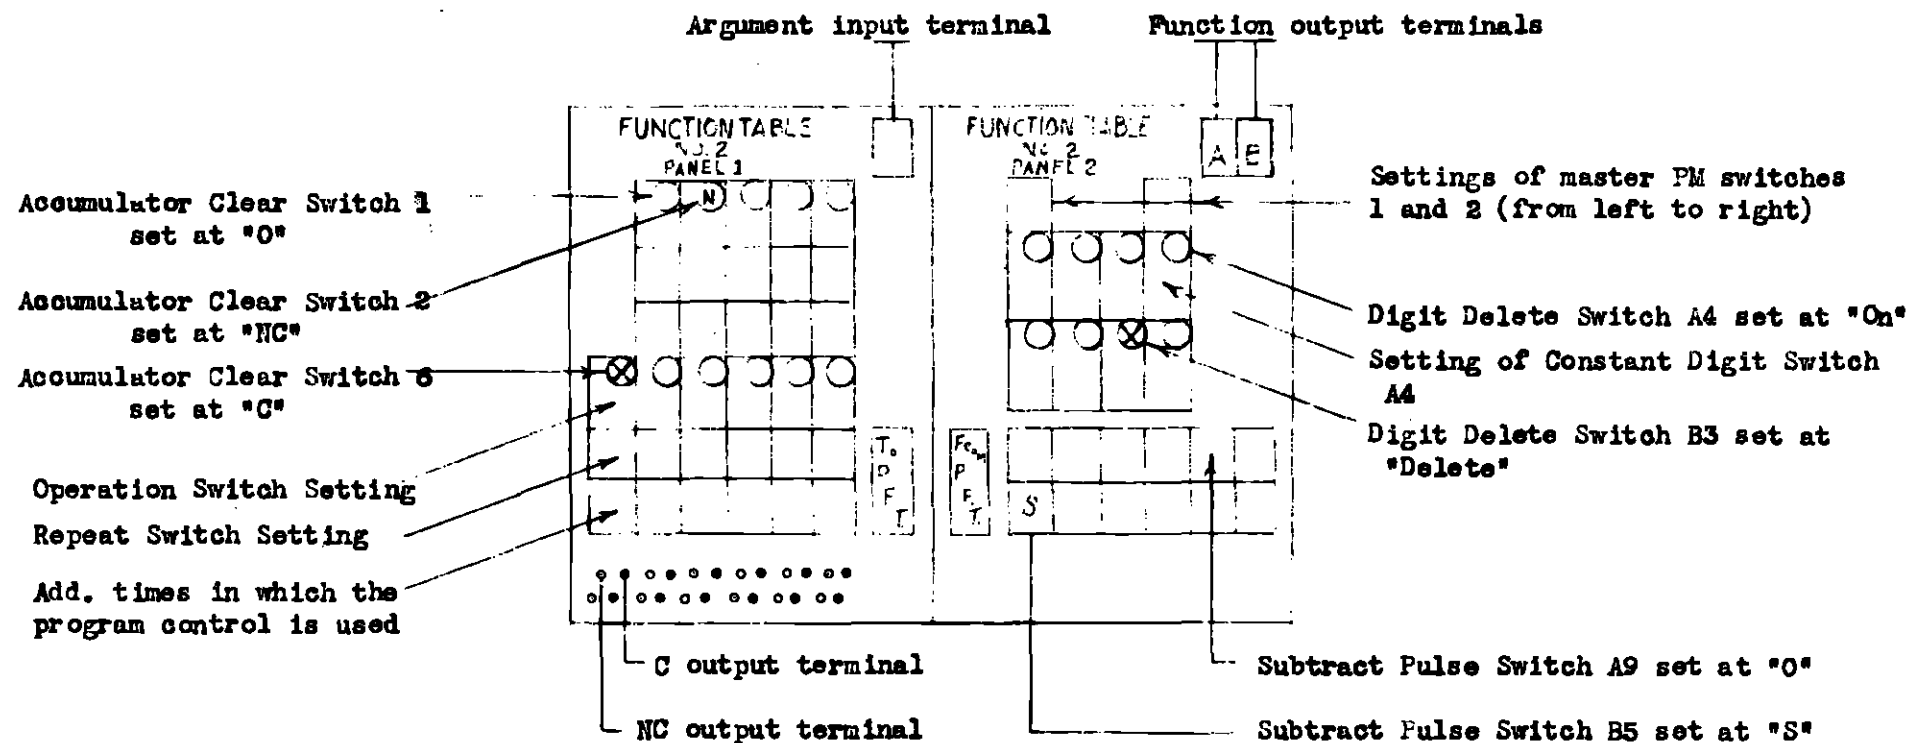 Argument input terminal
Function output terminals
FUNCTION TABLE
NO. 2
PANEL 1
FUNCTION TABLE
NO. 2
PANEL 2
A B
Accumulator Clear Switch 1
set at "0"
N
Accumulator Clear Switch 2
set at "NC"
Accumulator Clear Switch 6
set at "C"
Operation Switch Setting
Repeat Switch Setting
Add. times in which the
program control is used
Settings of master PM switches
1 and 2 (from left to right)
Digit Delete Switch A4 set at "On"
Setting of Constant Digit Switch
A4
Digit Delete Switch B3 set at
"Delete"
To
P
F
T
From
P
F.
T.
S
C output terminal
NC output terminal
Subtract Pulse Switch A9 set at "0"
Subtract Pulse Switch B5 set at "S"